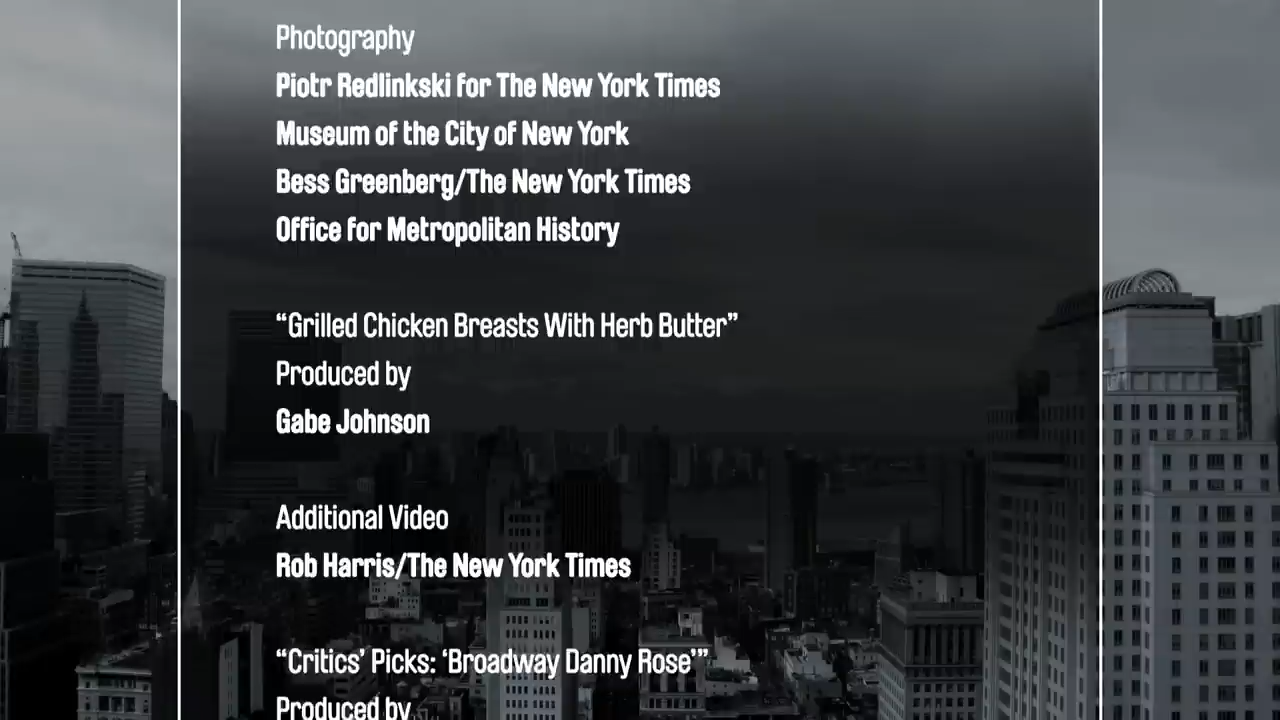 Photography
Piotr Redlinkski for The New York Times
Museum of the City of New York
Bess Greenberg/The New York Times
Office for Metropolitan History
“Grilled Chicken Breasts With Herb Butter”
Produced by
Gabe Johnson
Additional Video
Rob Harris/The New York Times
“Critics’ Picks: ‘Broadway Danny Rose’”
Produced by